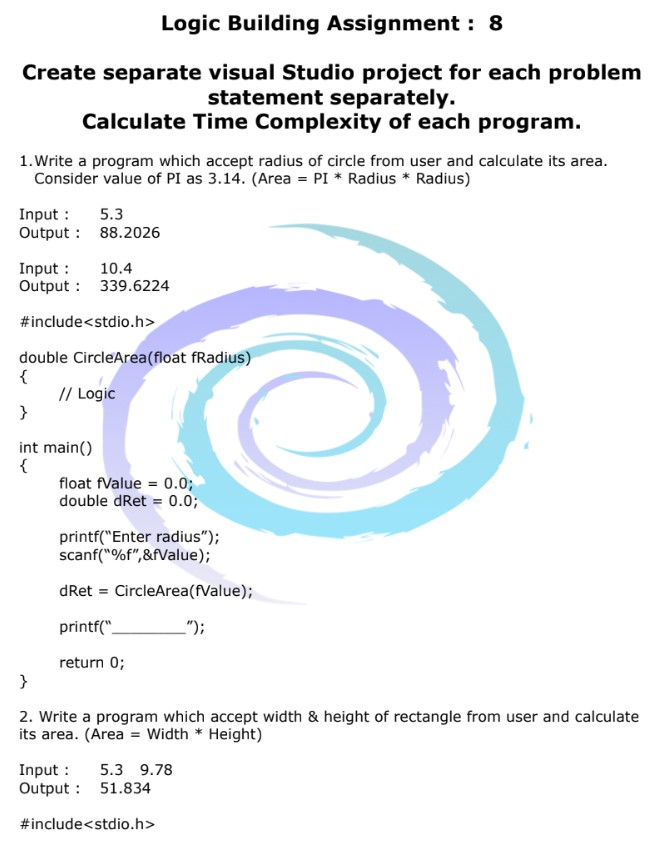 Logic Building Assignment :  8
Create separate visual Studio project for each problem
statement separately.
Calculate Time Complexity of each program.
1.Write a program which accept radius of circle from user and calculate its area.
Consider value of PI as 3.14. (Area = PI * Radius * Radius)
Input :    5.3
Output :   88.2026
Input :    10.4
Output :   339.6224
#include<stdio.h>
double CircleArea(float fRadius)
{
// Logic
}
int main()
{
float fValue = 0.0;
double dRet = 0.0;
printf(“Enter radius”);
scanf(“%f”,&fValue);
dRet = CircleArea(fValue);
printf(“_________”);
return 0;
}
2. Write a program which accept width & height of rectangle from user and calculate
its area. (Area = Width * Height)
Input :    5.3   9.78
Output :   51.834
#include<stdio.h>